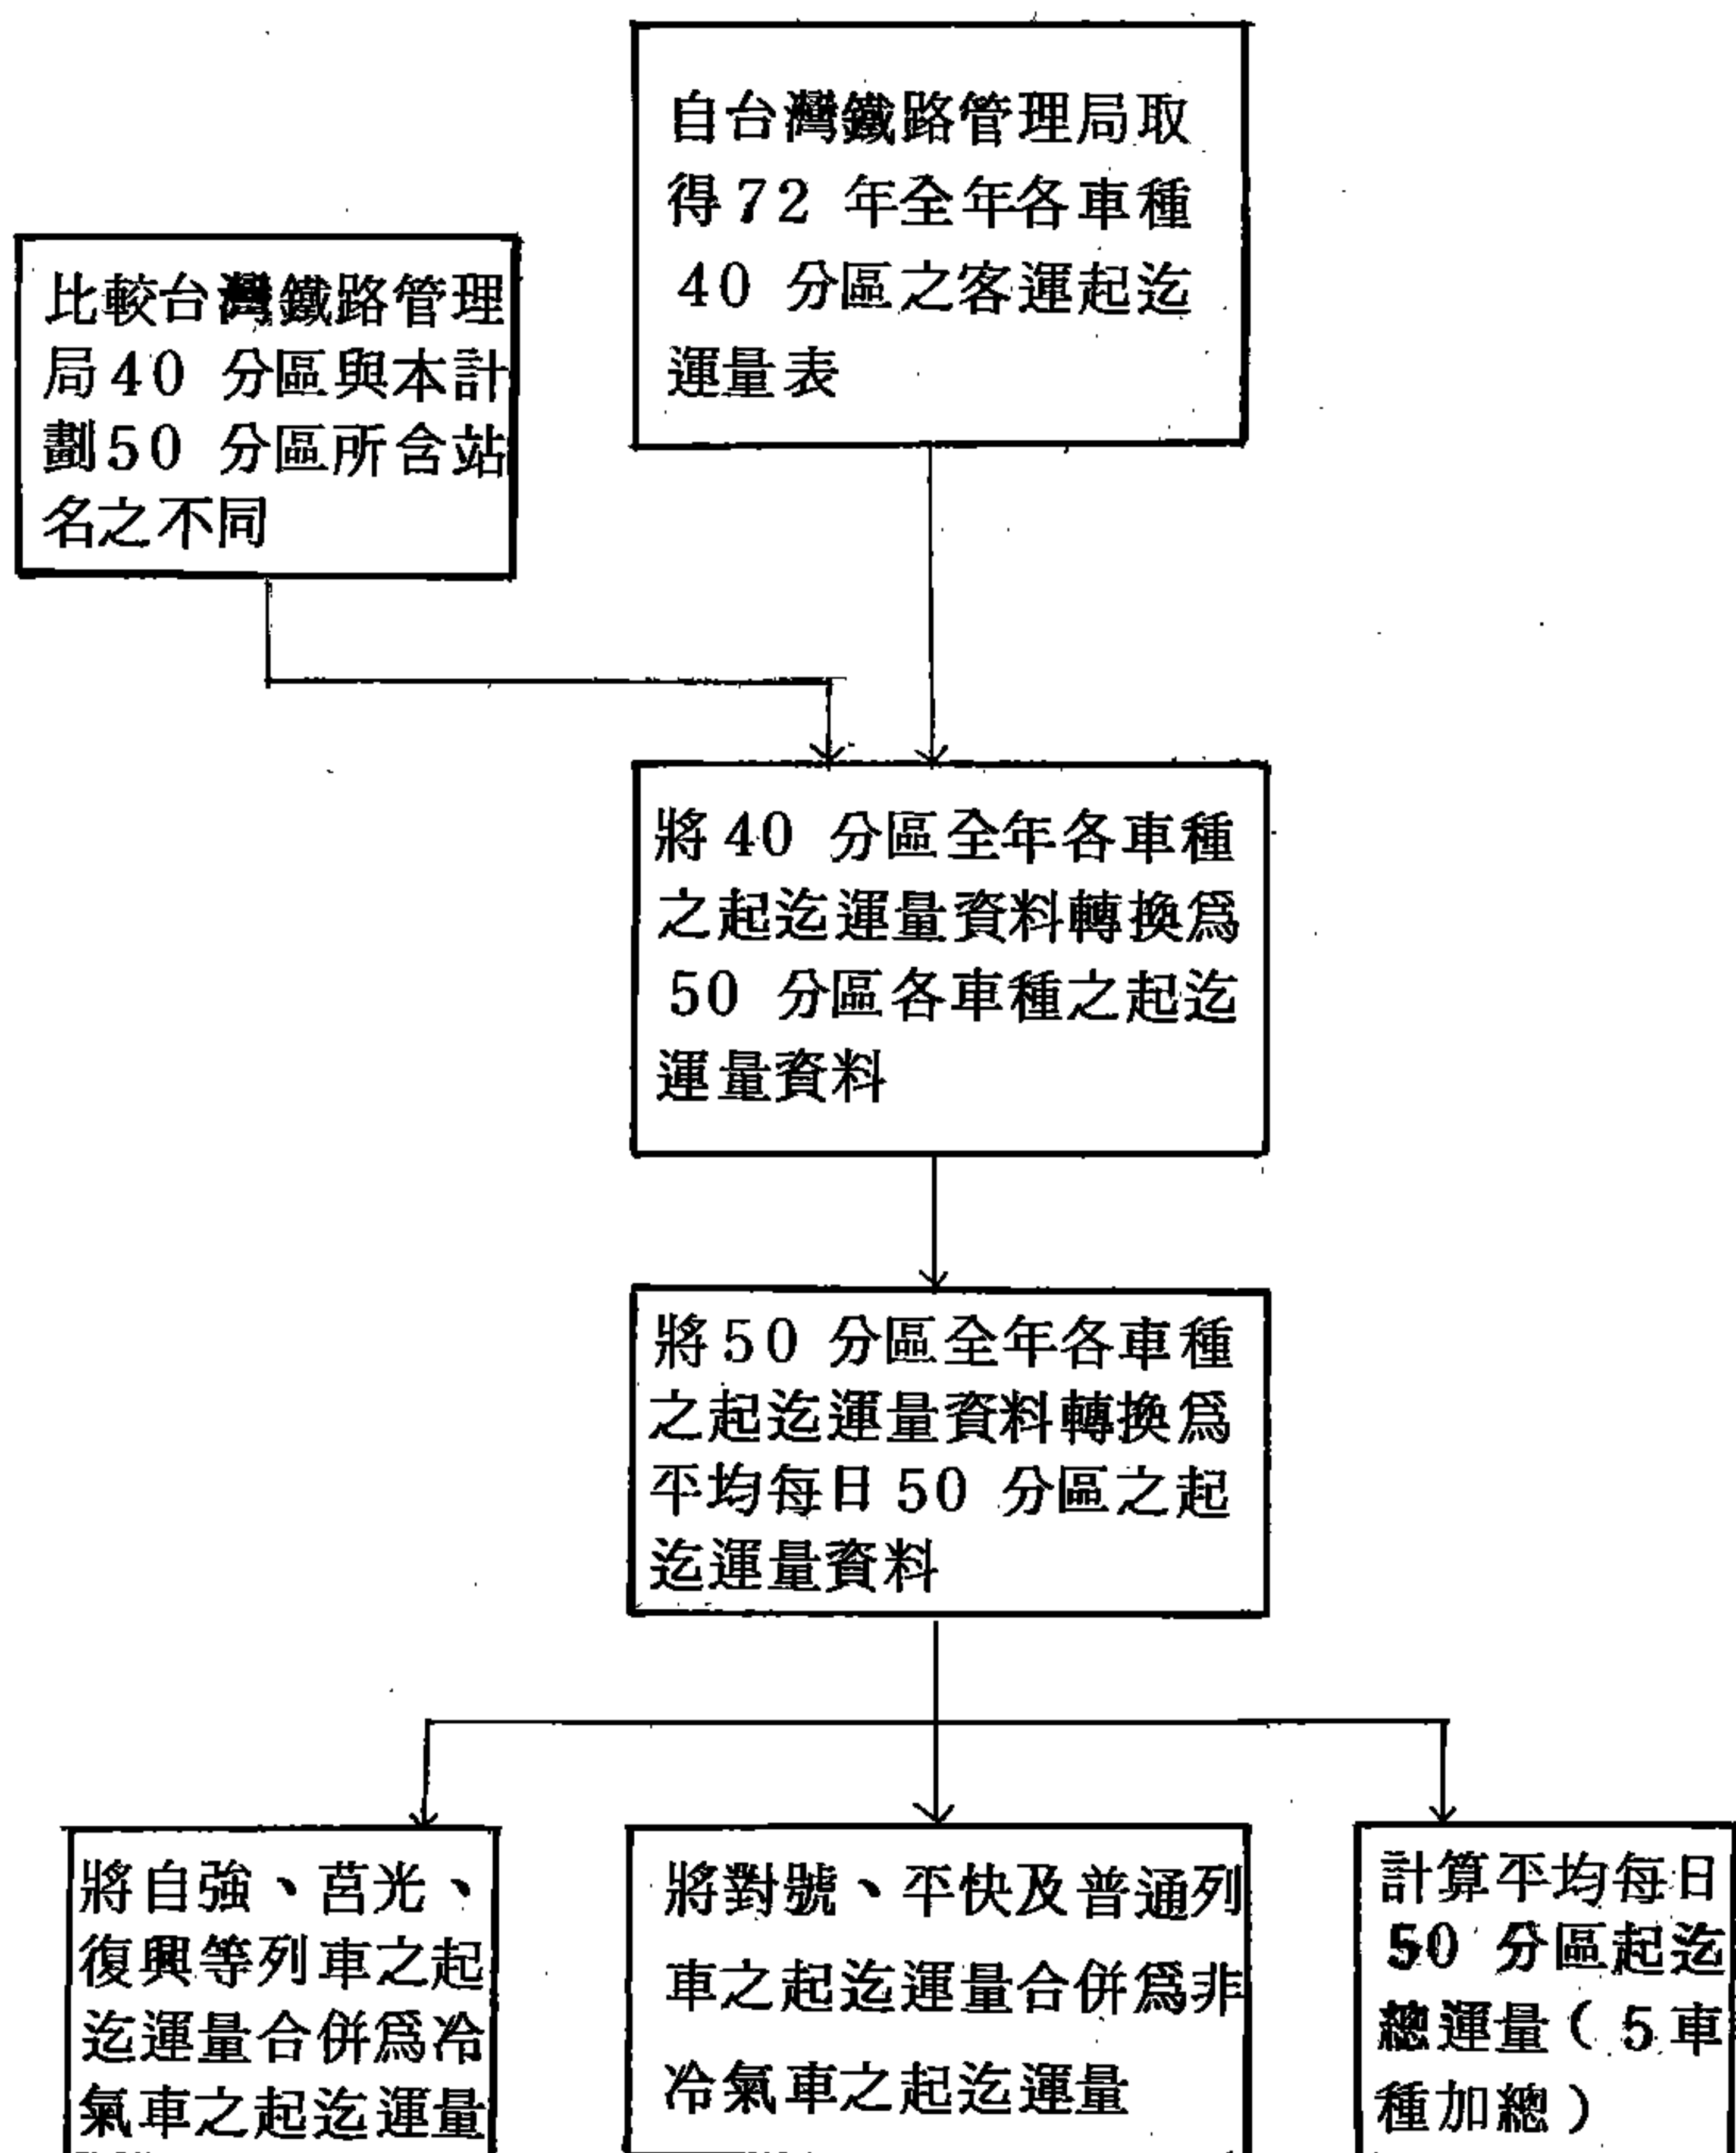 自台灣鐵路管理局取
得72 年全年各車種
40 分區之客運起迄
運量表
比較台灣鐵路管理
局40 分區與本計
劃50 分區所含站
名之不同
將40 分區全年各車種
之起迄運量資料轉換爲
50 分區各車種之起迄
運量資料
將50 分區全年各車種
之起迄運量資料轉換爲
平均每日50 分區之起
迄運量資料
將自強、莒光、
復興等列車之起
迄運量合併爲冷
氣車之起迄運量
將對號、平快及普通列
車之起迄運量合併爲非
冷氣車之起迄運量
計算平均每日
50 分區起迄
總運量（5車
種加總）